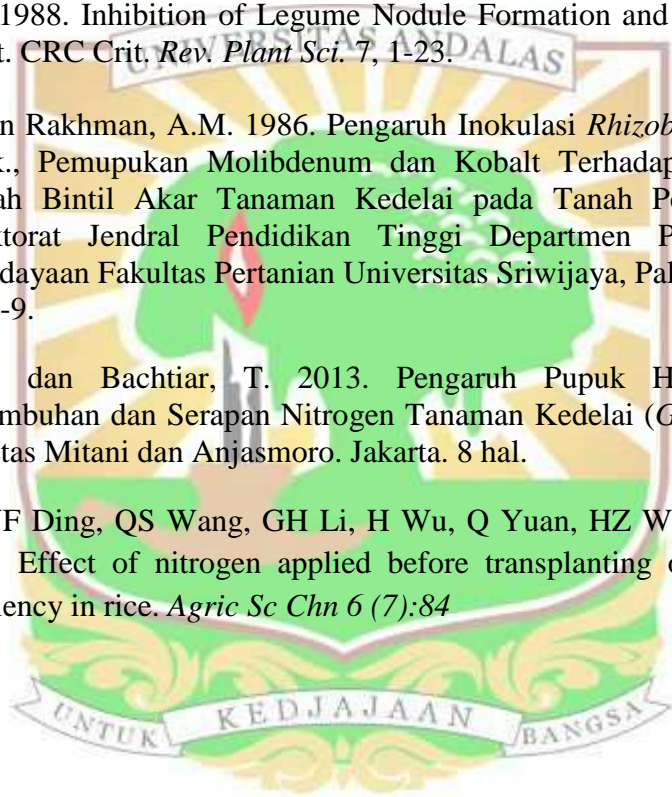 1988. Inhibition of Legume Nodule Formation and
t. CRC Crit. Rev. Plant Sci. 7, 1-23.
UNIVERSITAS ANDALAS
n Rakhman, A.M. 1986. Pengaruh Inokulasi Rhizob
k., Pemupukan Molibdenum dan Kobalt Terhadap
ah Bintil Akar Tanaman Kedelai pada Tanah Po
ktorat Jendral Pendidikan Tinggi Departmen P
dayaan Fakultas Pertanian Universitas Sriwijaya, Pal
-9.
dan Bachtiar, T. 2013. Pengaruh Pupuk H
mbuhan dan Serapan Nitrogen Tanaman Kedelai (G
tas Mitani dan Anjasmoro. Jakarta. 8 hal.
F Ding, QS Wang, GH Li, H Wu, Q Yuan, HZ W
Effect of nitrogen applied before transplanting
iency in rice. Agric Sc Chn 6 (7):84
UNTUK KEDJAJAAN BANGSA